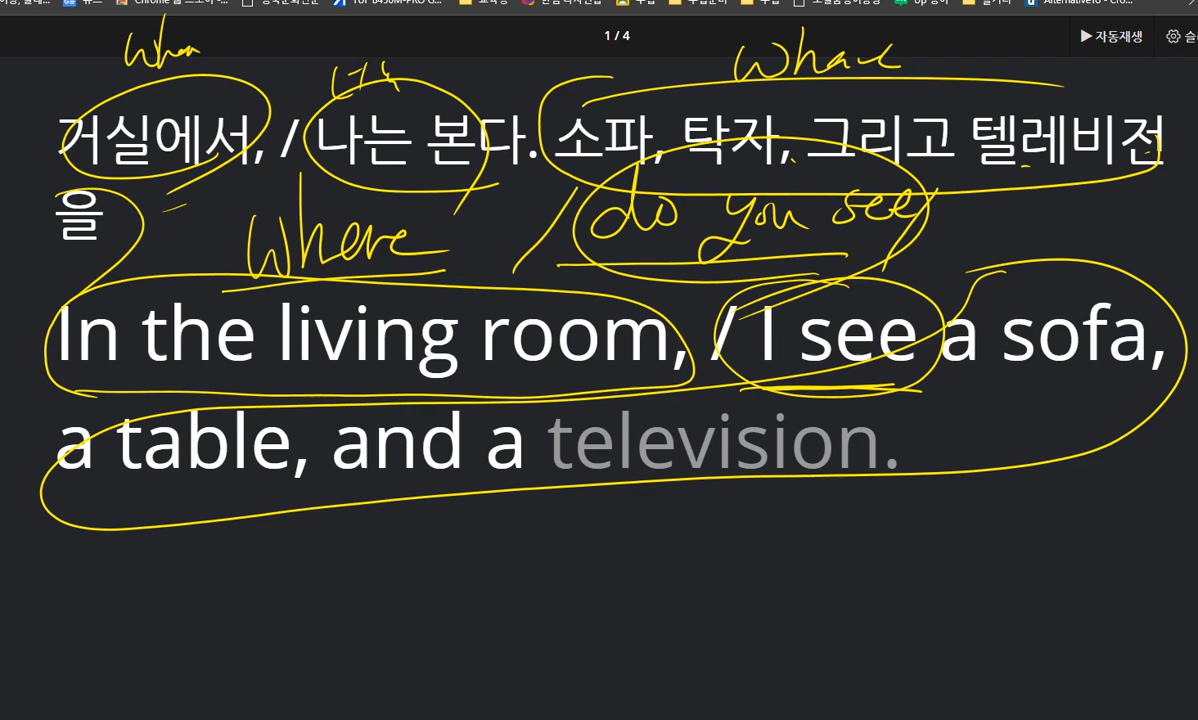 1 / 4
▶ 자동재생
when
나는
what
거실에서, / 나는 본다. 소파, 탁자, 그리고 텔레비전
을
where / do you see
In the living room, / I see a sofa,
a table, and a television.